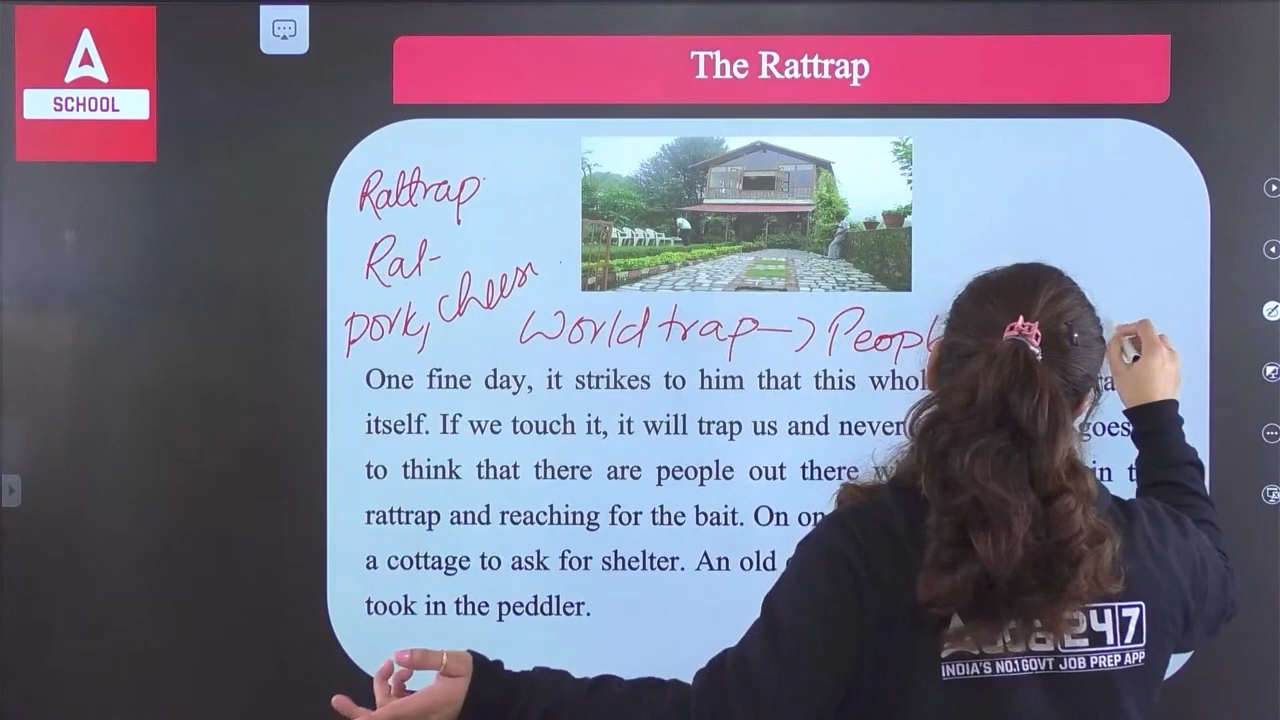 SCHOOL
The Rattrap
Rattrap
Rat-
pork, cheese
World trap → Peopl
One fine day, it strikes to him that this whol
itself. If we touch it, it will trap us and never goes
to think that there are people out there in
rattrap and reaching for the bait. On on
a cottage to ask for shelter. An old
took in the peddler.
247
INDIA'S NO.1 GOVT JOB PREP APP